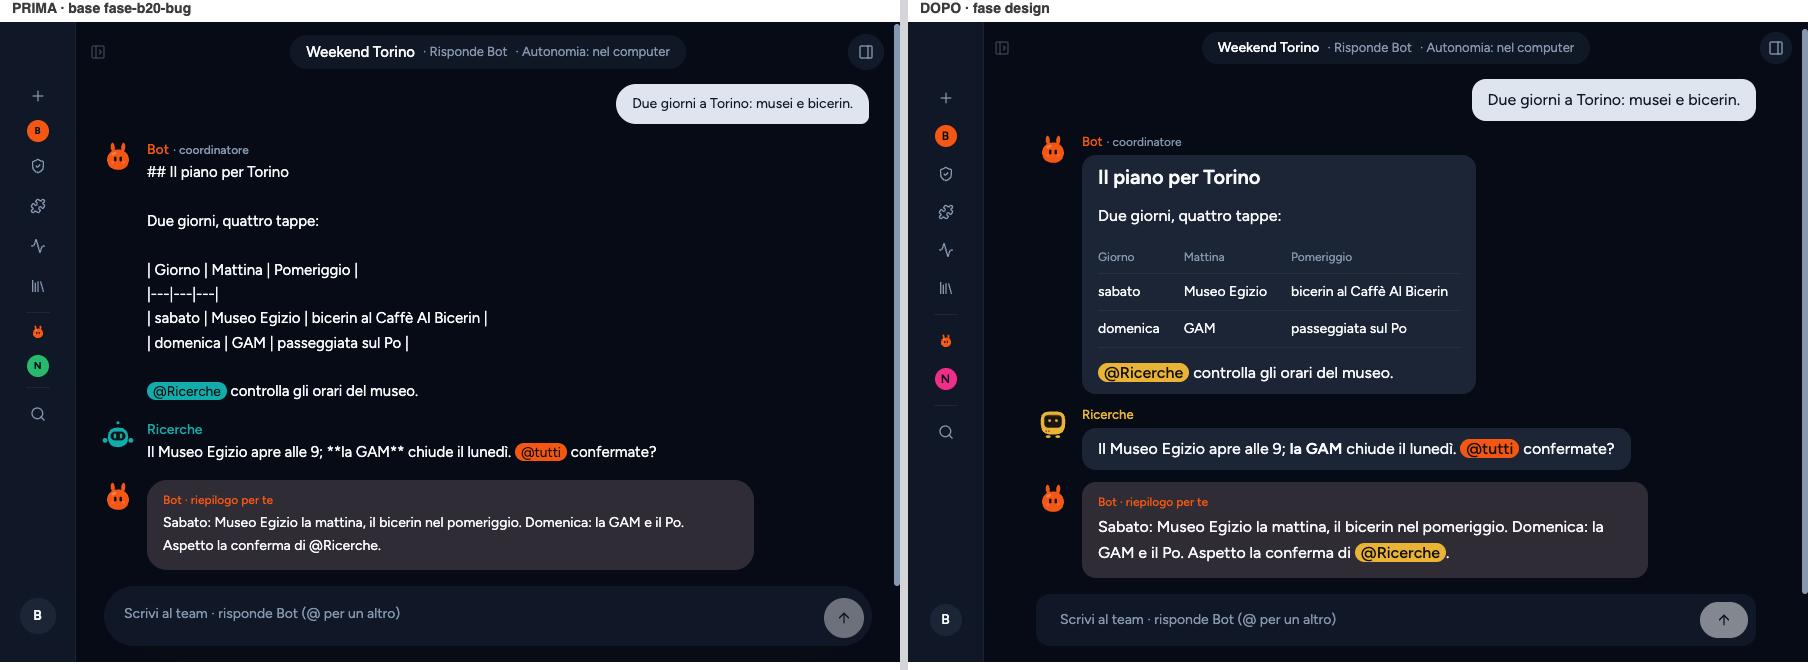 PRIMA · base fase-b20-bug
Weekend Torino · Risponde Bot · Autonomia: nel computer
Due giorni a Torino: musei e bicerin.
B
Bot · coordinatore
## Il piano per Torino
Due giorni, quattro tappe:
| Giorno | Mattina | Pomeriggio |
|---|---|---|
| sabato | Museo Egizio | bicerin al Caffè Al Bicerin |
| domenica | GAM | passeggiata sul Po |
N
@Ricerche controlla gli orari del museo.
Ricerche
Il Museo Egizio apre alle 9; **la GAM** chiude il lunedì. @tutti confermate?
Bot · riepilogo per te
Sabato: Museo Egizio la mattina, il bicerin nel pomeriggio. Domenica: la GAM e il Po.
Aspetto la conferma di @Ricerche.
B
Scrivi al team · risponde Bot (@ per un altro)
DOPO · fase design
Weekend Torino · Risponde Bot · Autonomia: nel computer
Due giorni a Torino: musei e bicerin.
B
Bot · coordinatore
Il piano per Torino
Due giorni, quattro tappe:
Giorno Mattina Pomeriggio
sabato Museo Egizio bicerin al Caffè Al Bicerin
domenica GAM passeggiata sul Po
N
@Ricerche controlla gli orari del museo.
Ricerche
Il Museo Egizio apre alle 9; la GAM chiude il lunedì. @tutti confermate?
Bot · riepilogo per te
Sabato: Museo Egizio la mattina, il bicerin nel pomeriggio. Domenica: la
GAM e il Po. Aspetto la conferma di @Ricerche.
B
Scrivi al team · risponde Bot (@ per un altro)